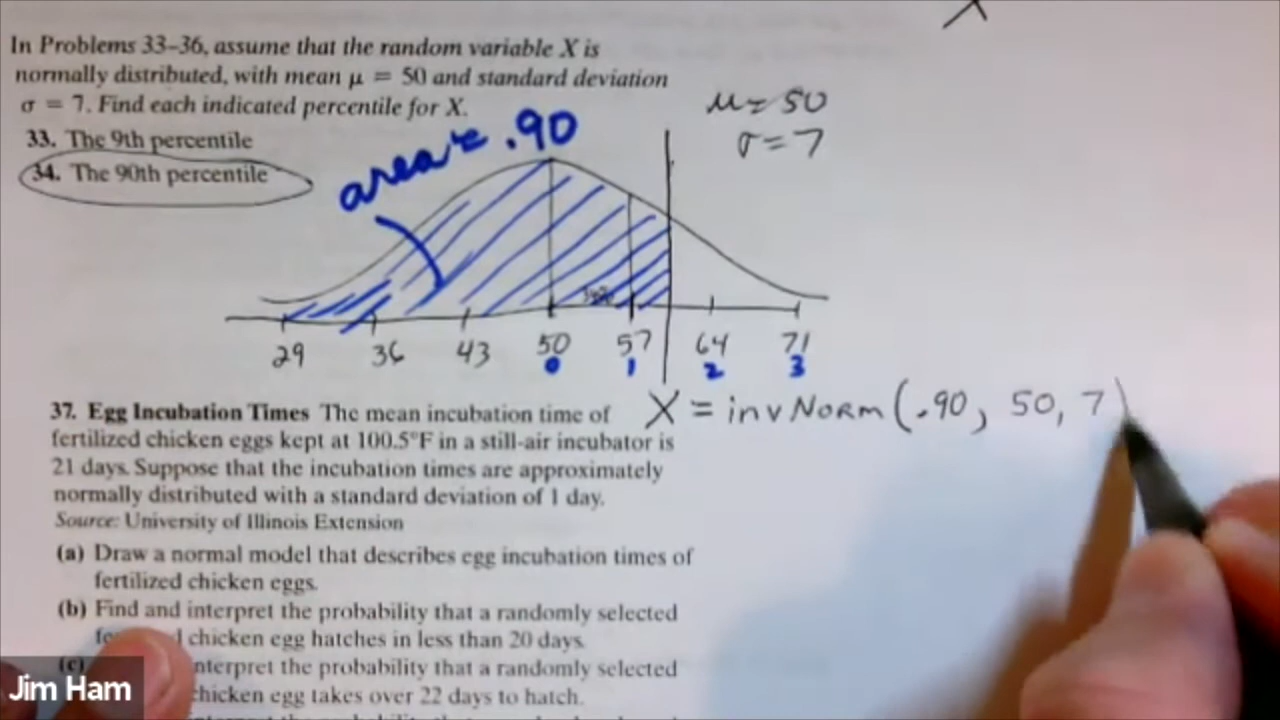 In Problems 33–36, assume that the random variable X is
normally distributed, with mean μ = 50 and standard deviation
σ = 7. Find each indicated percentile for X.
33. The 9th percentile
34. The 90th percentile
area = .90
μ = 50
σ = 7
29 36 43 50 57 64 71
0 1 2 3
X = invNorm(.90, 50, 7)
37. Egg Incubation Times The mean incubation time of
fertilized chicken eggs kept at 100.5°F in a still-air incubator is
21 days. Suppose that the incubation times are approximately
normally distributed with a standard deviation of 1 day.
Source: University of Illinois Extension
(a) Draw a normal model that describes egg incubation times of
fertilized chicken eggs.
(b) Find and interpret the probability that a randomly selected
chicken egg hatches in less than 20 days.
(c) interpret the probability that a randomly selected
chicken egg takes over 22 days to hatch.
Jim Ham